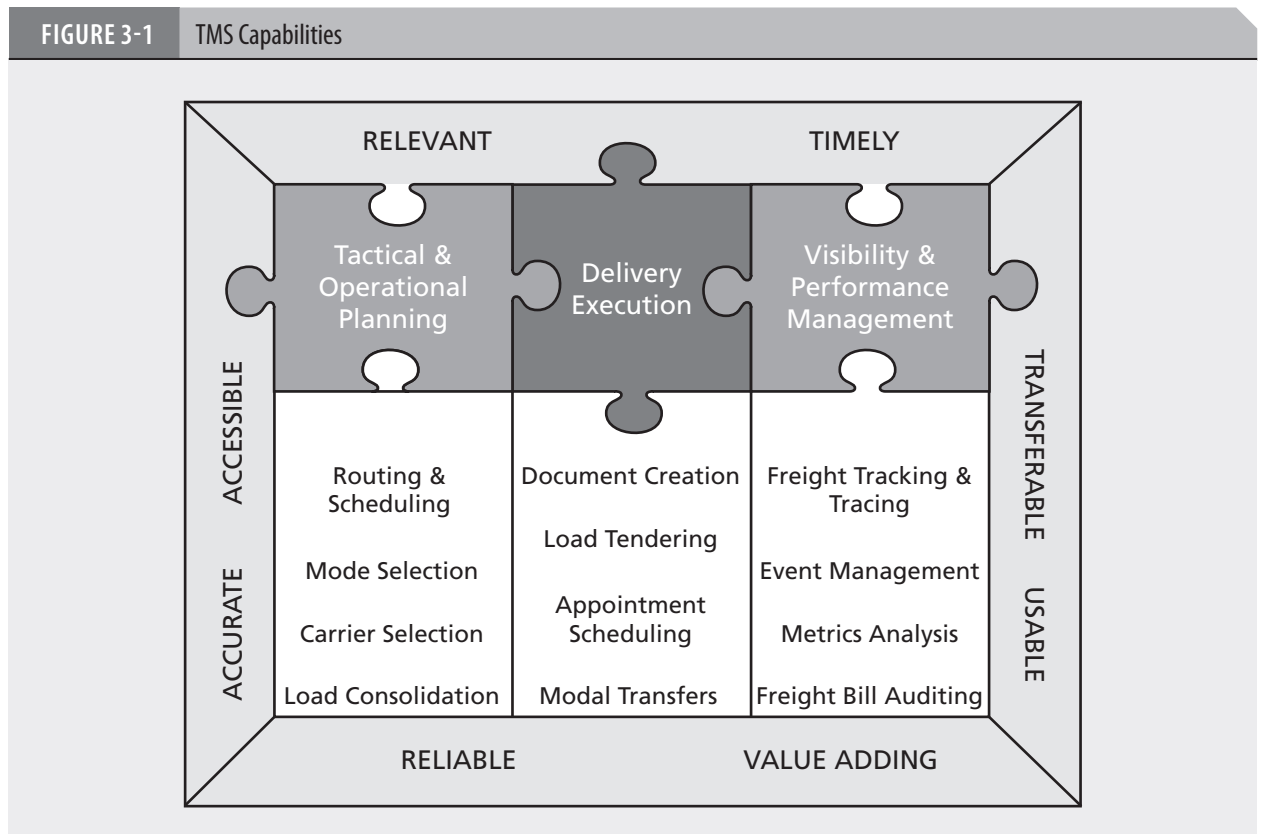 FIGURE 3-1 TMS Capabilities
RELEVANT
TIMELY
Tactical &
Operational
Planning
Delivery
Execution
Visibility &
Performance
Management
ACCESSIBLE
ACCURATE
TRANSFERABLE
USABLE
Routing &
Scheduling
Mode Selection
Carrier Selection
Load Consolidation
Document Creation
Load Tendering
Appointment
Scheduling
Modal Transfers
Freight Tracking &
Tracing
Event Management
Metrics Analysis
Freight Bill Auditing
RELIABLE
VALUE ADDING